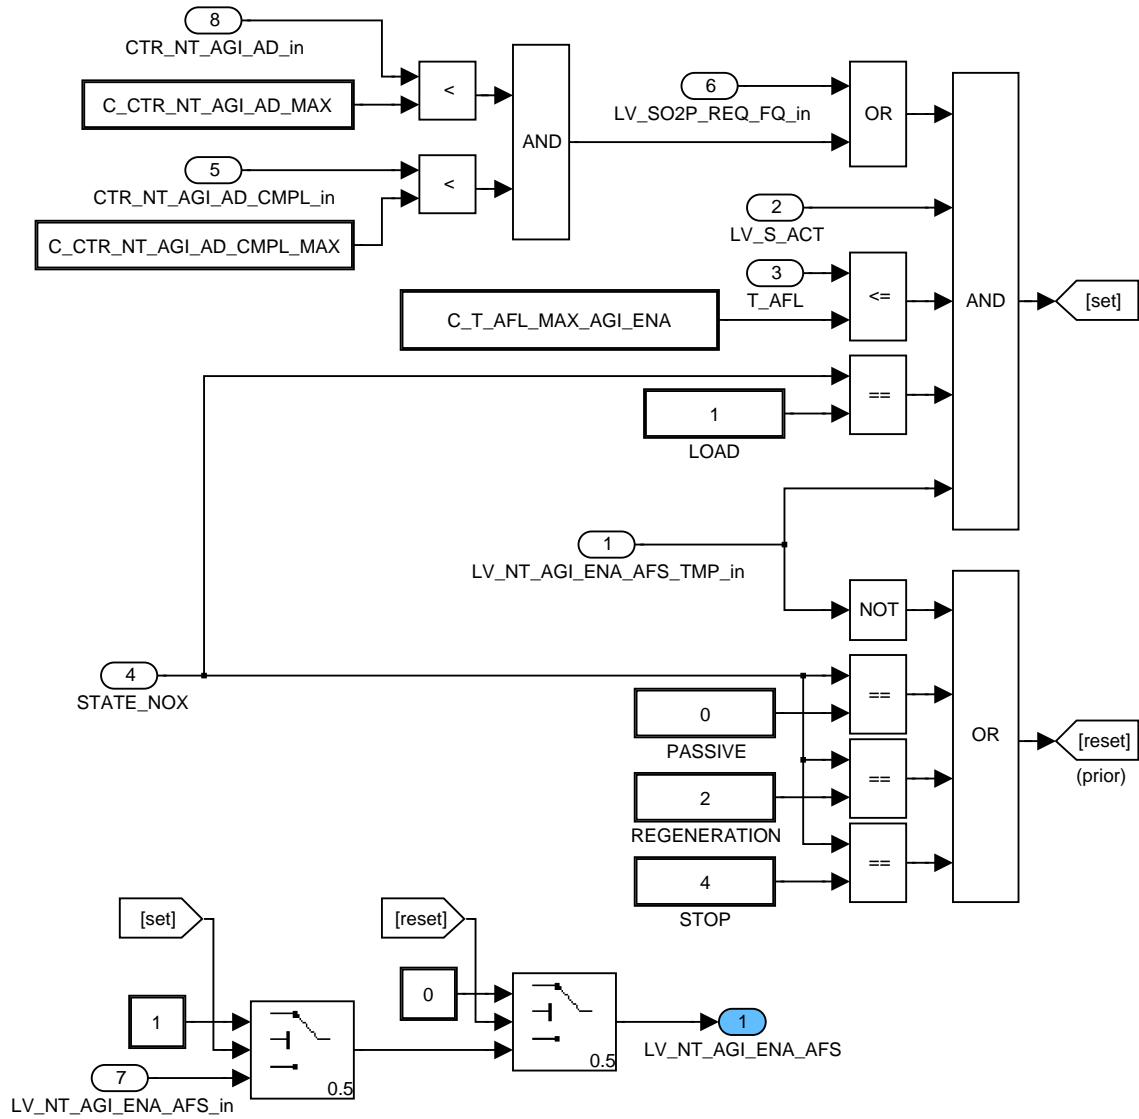 8
CTR_NT_AGI_AD_in
C_CTR_NT_AGI_AD_MAX
<
AND
6
LV_SO2P_REQ_FQ_in
OR
5
CTR_NT_AGI_AD_CMPL_in
<
C_CTR_NT_AGI_AD_CMPL_MAX
2
LV_S_ACT
3
T_AFL
<=
C_T_AFL_MAX_AGI_ENA
AND
[set]
==
1
LOAD
1
LV_NT_AGI_ENA_AFS_TMP_in
NOT
4
STATE_NOX
==
0
PASSIVE
OR
[reset]
(prior)
==
2
REGENERATION
==
4
STOP
[set]
[reset]
0
1
0.5
1
LV_NT_AGI_ENA_AFS
7
LV_NT_AGI_ENA_AFS_in
0.5